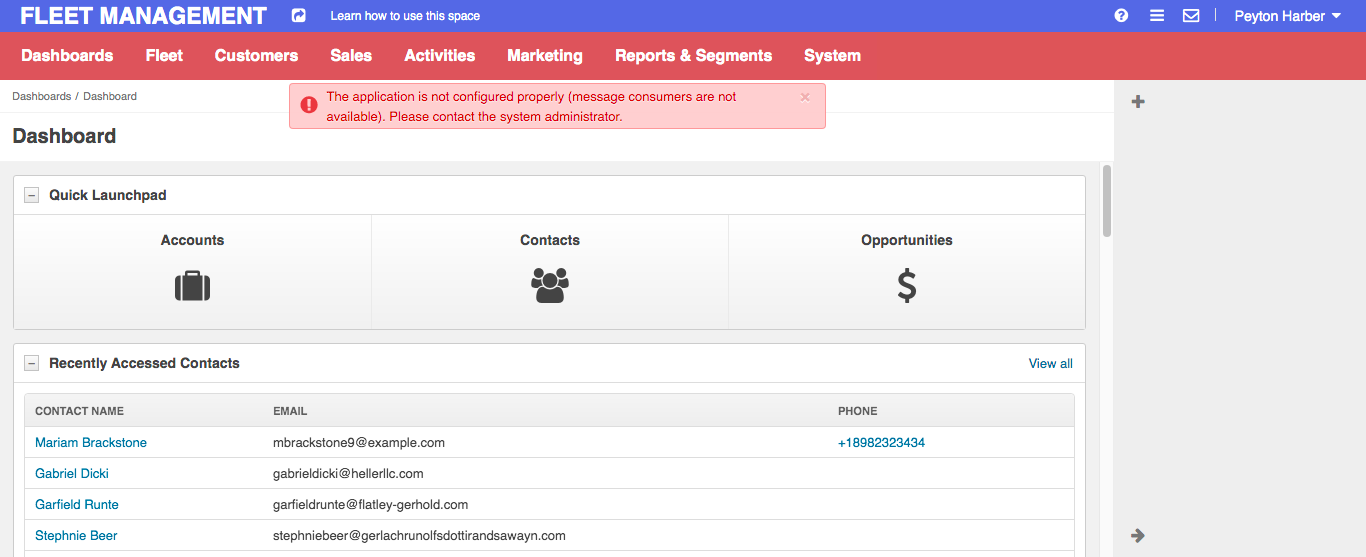 FLEET MANAGEMENT Learn how to use this space Peyton Harber
Dashboards Fleet Customers Sales Activities Marketing Reports & Segments System
Dashboards / Dashboard
The application is not configured properly (message consumers are not
available). Please contact the system administrator.
Dashboard
Quick Launchpad
Accounts Contacts Opportunities
Recently Accessed Contacts View all
CONTACT NAME EMAIL PHONE
Mariam Brackstone mbrackstone9@example.com +18982323434
Gabriel Dicki gabrieldicki@hellerllc.com
Garfield Runte garfieldrunte@flatley-gerhold.com
Stephnie Beer stephniebeer@gerlachrunolfsdottirandsawayn.com